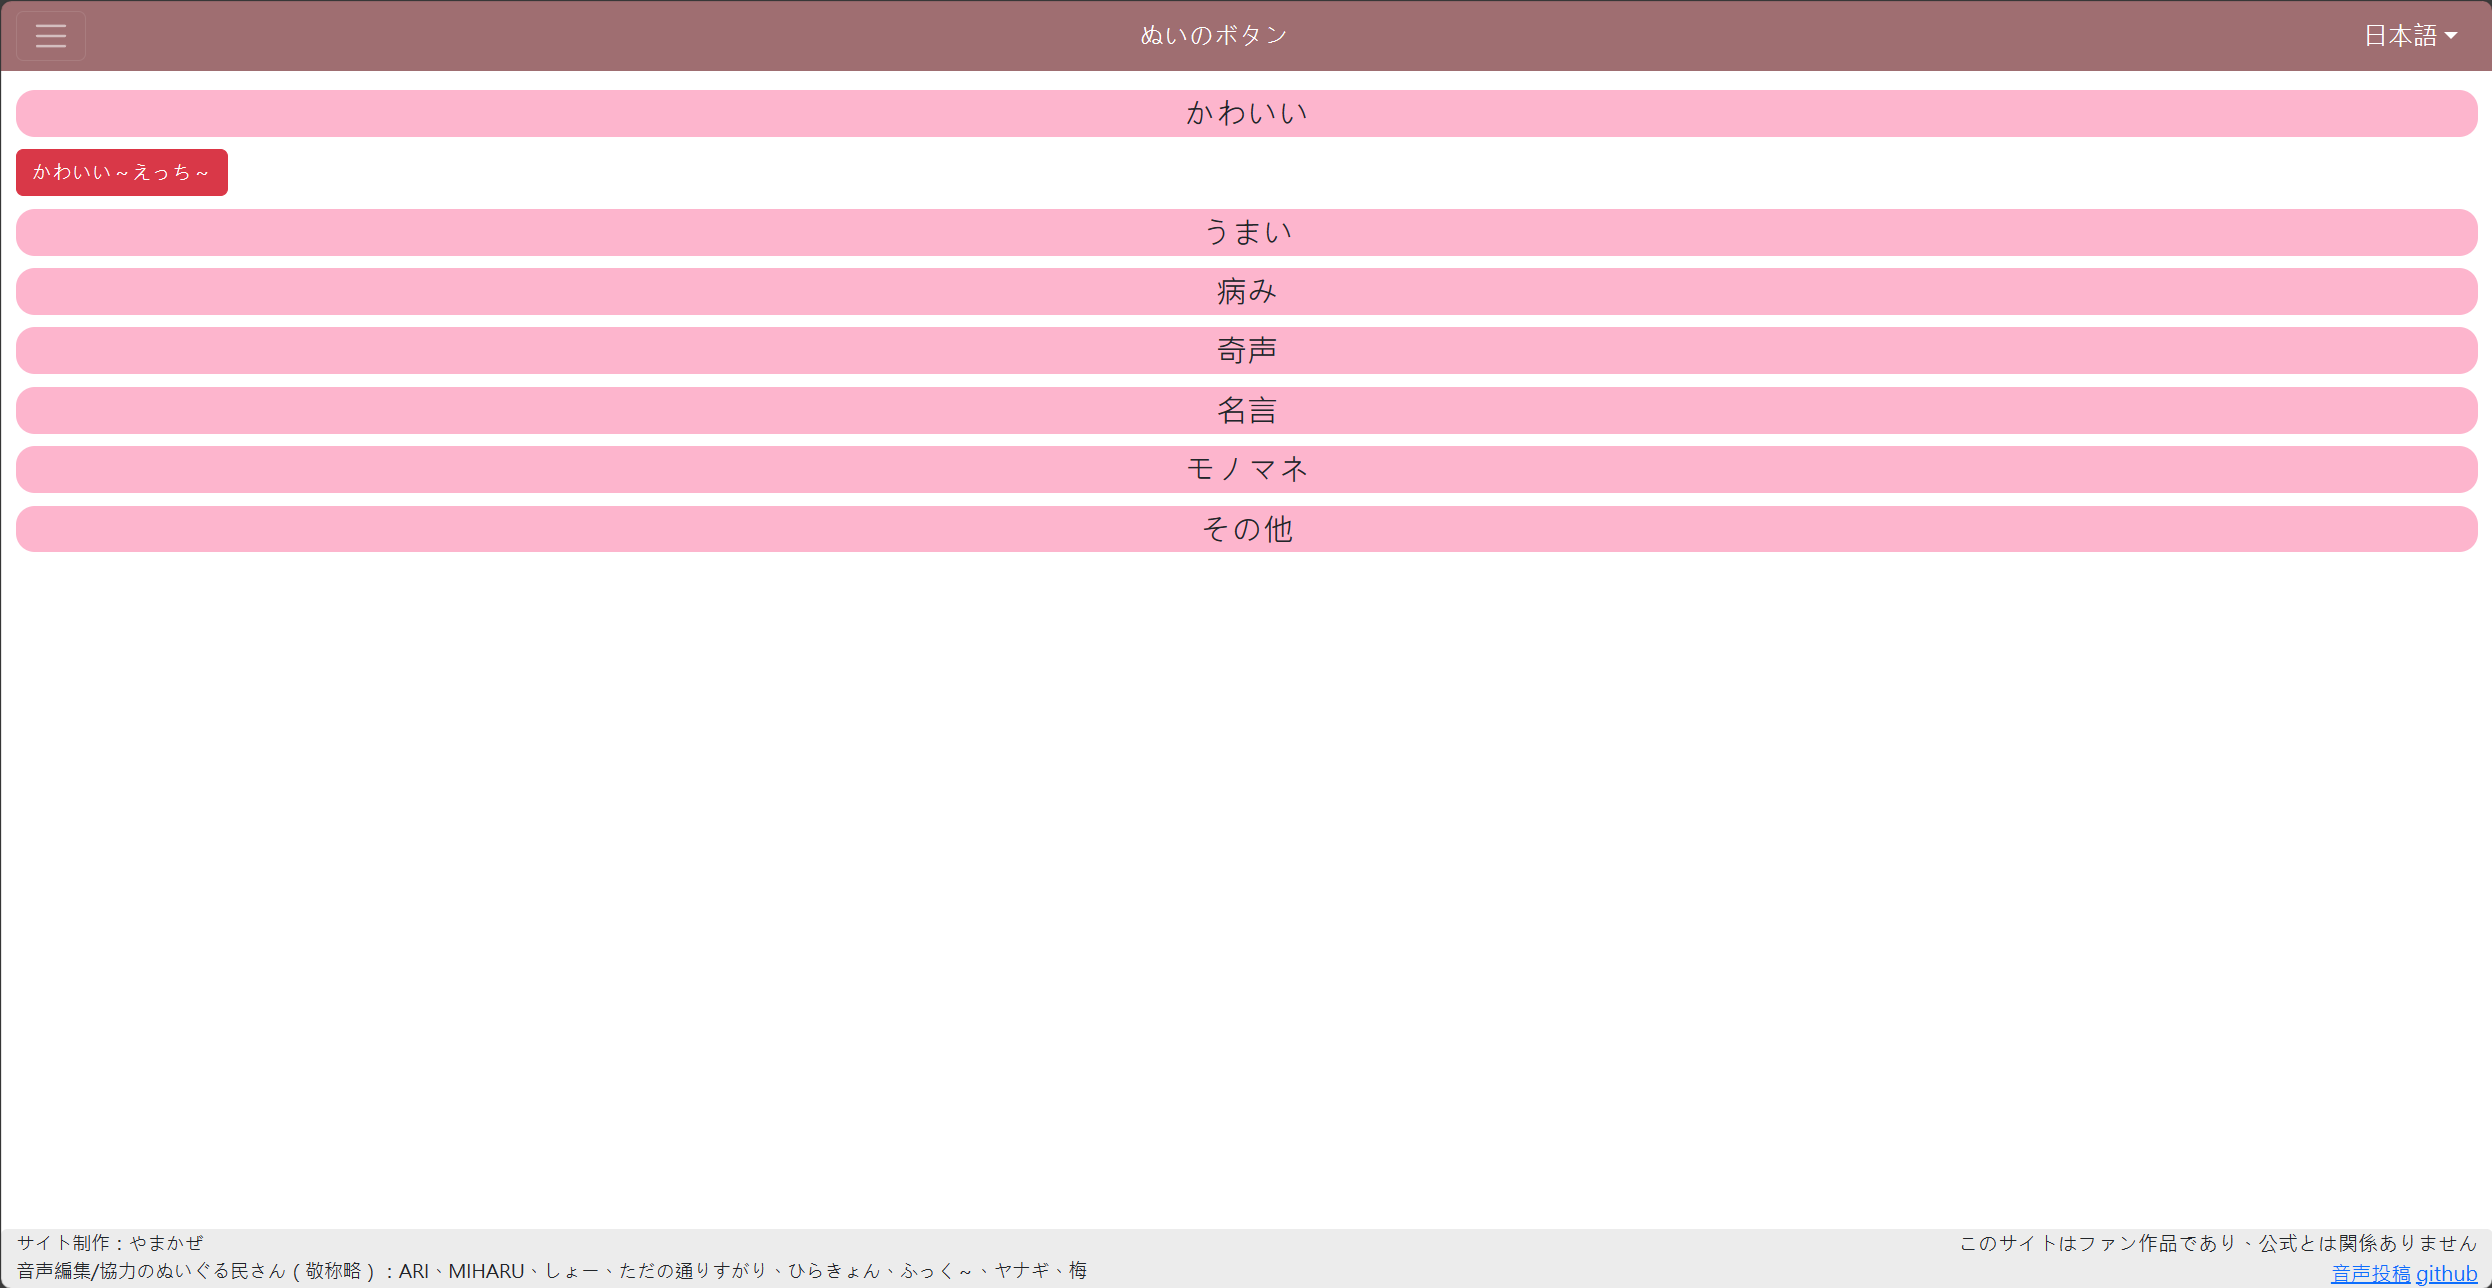 ぬいのボタン
日本語
かわいい
かわいい～えっち～
うまい
病み
奇声
名言
モノマネ
その他
サイト制作：やまかぜ
このサイトはファン作品であり、公式とは関係ありません
音声編集/協力のぬいぐる民さん（敬称略）：ARI、MIHARU、しょー、ただの通りすがり、ひらきょん、ふっく～、ヤナギ、梅
音声投稿 github